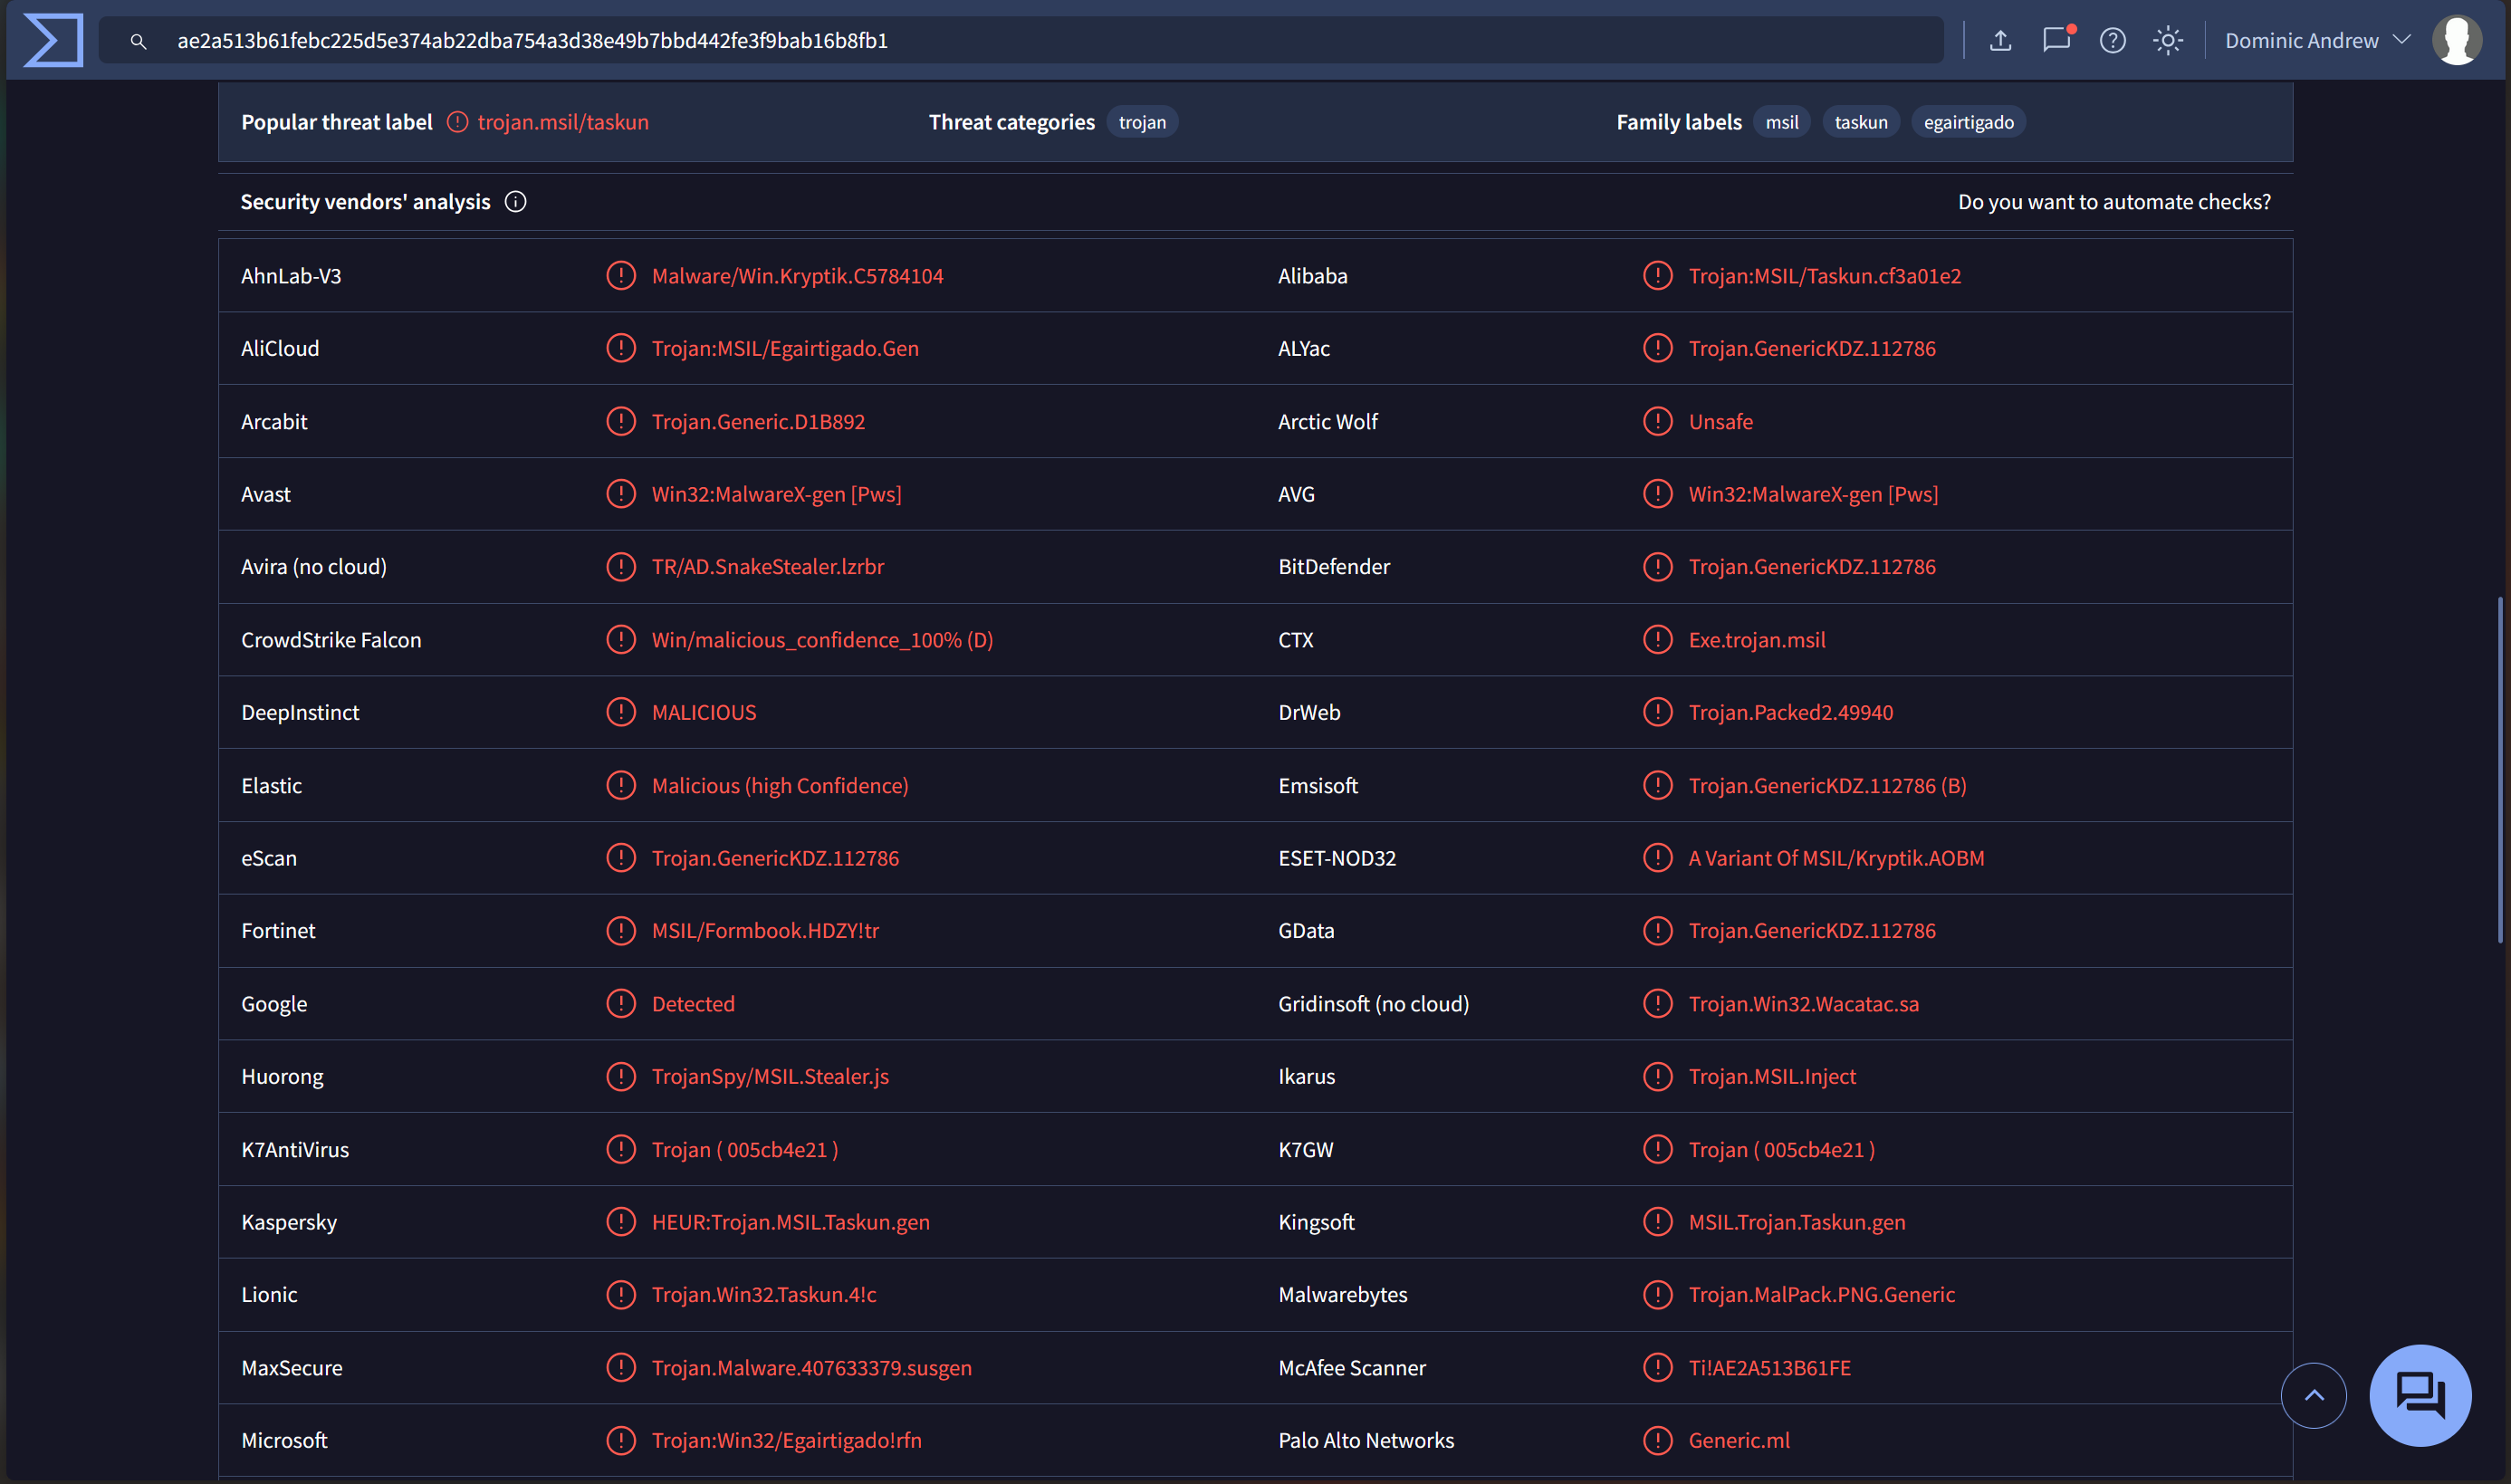 ae2a513b61febc225d5e374ab22dba754a3d38e49b7bbd442fe3f9bab16b8fb1 Dominic Andrew
Popular threat label trojan.msil/taskun Threat categories trojan Family labels msil taskun egairtigado
Security vendors' analysis Do you want to automate checks?
AhnLab-V3 Malware/Win.Kryptik.C5784104 Alibaba Trojan:MSIL/Taskun.cf3a01e2
AliCloud Trojan:MSIL/Egairtigado.Gen ALYac Trojan.GenericKDZ.112786
Arcabit Trojan.Generic.D1B892 Arctic Wolf Unsafe
Avast Win32:MalwareX-gen [Pws] AVG Win32:MalwareX-gen [Pws]
Avira (no cloud) TR/AD.SnakeStealer.lzrbr BitDefender Trojan.GenericKDZ.112786
CrowdStrike Falcon Win/malicious_confidence_100% (D) CTX Exe.trojan.msil
DeepInstinct MALICIOUS DrWeb Trojan.Packed2.49940
Elastic Malicious (high Confidence) Emsisoft Trojan.GenericKDZ.112786 (B)
eScan Trojan.GenericKDZ.112786 ESET-NOD32 A Variant Of MSIL/Kryptik.AOBM
Fortinet MSIL/Formbook.HDZY!tr GData Trojan.GenericKDZ.112786
Google Detected Gridinsoft (no cloud) Trojan.Win32.Wacatac.sa
Huorong TrojanSpy/MSIL.Stealer.js Ikarus Trojan.MSIL.Inject
K7AntiVirus Trojan ( 005cb4e21 ) K7GW Trojan ( 005cb4e21 )
Kaspersky HEUR:Trojan.MSIL.Taskun.gen Kingsoft MSIL.Trojan.Taskun.gen
Lionic Trojan.Win32.Taskun.4!c Malwarebytes Trojan.MalPack.PNG.Generic
MaxSecure Trojan.Malware.407633379.susgen McAfee Scanner Ti!AE2A513B61FE
Microsoft Trojan:Win32/Egairtigado!rfn Palo Alto Networks Generic.ml